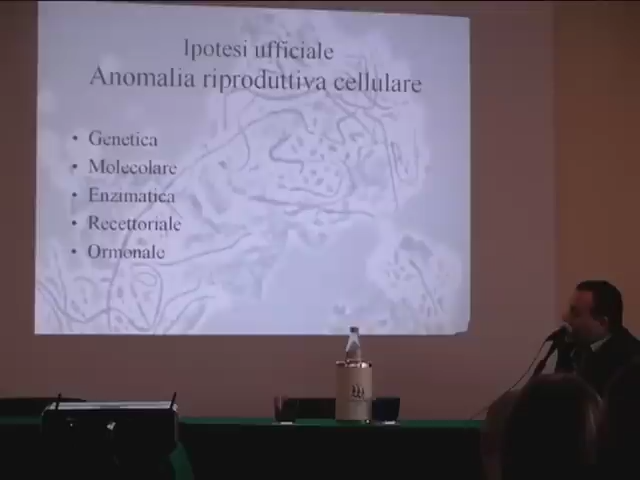 Ipotesi ufficiale
Anomalia riproduttiva cellulare
• Genetica
• Molecolare
• Enzimatica
• Recettoriale
• Ormonale